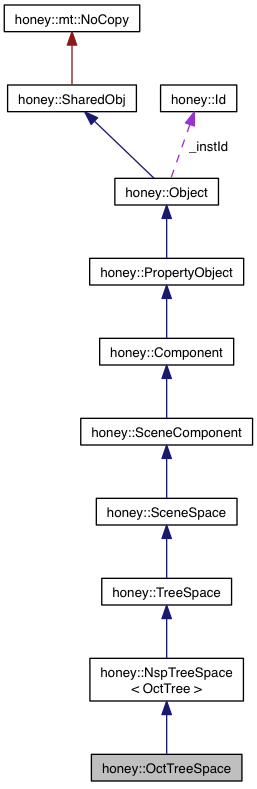 honey::mt::NoCopy
honey::SharedObj
honey::Id
_instId
honey::Object
honey::PropertyObject
honey::Component
honey::SceneComponent
honey::SceneSpace
honey::TreeSpace
honey::NspTreeSpace
< OctTree >
honey::OctTreeSpace